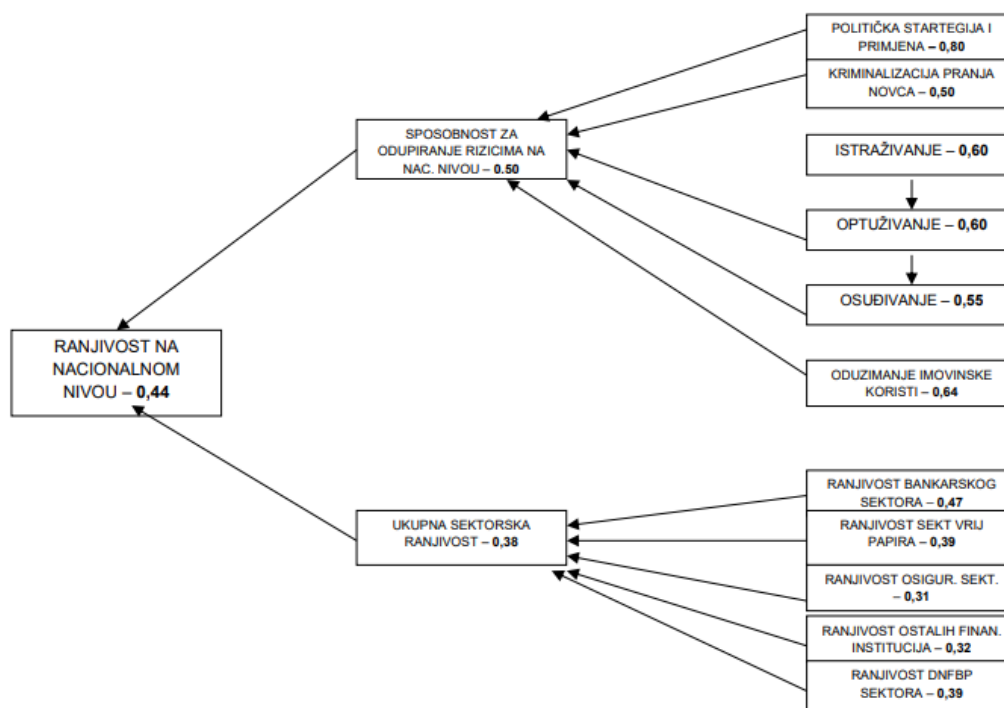 POLITIČKA STARTEGIJA I
PRIMJENA – 0,80
KRIMINALIZACIJA PRANJA
NOVCA – 0,50
SPOSOBNOST ZA
ODUPIRANJE RIZICIMA NA
NAC. NIVOU – 0.50
ISTRAŽIVANJE – 0,60
OPTUŽIVANJE – 0,60
OSUĐIVANJE – 0,55
RANJIVOST NA
NACIONALNOM
NIVOU – 0,44
ODUZIMANJE IMOVINSKE
KORISTI – 0,64
RANJIVOST BANKARSKOG
SEKTORA – 0,47
UKUPNA SEKTORSKA
RANJIVOST – 0,38
RANJIVOST SEKT VRIJ
PAPIRA – 0,39
RANJIVOST OSIGUR. SEKT.
– 0,31
RANJIVOST OSTALIH FINAN.
INSTITUCIJA – 0,32
RANJIVOST DNFBP
SEKTORA – 0,39